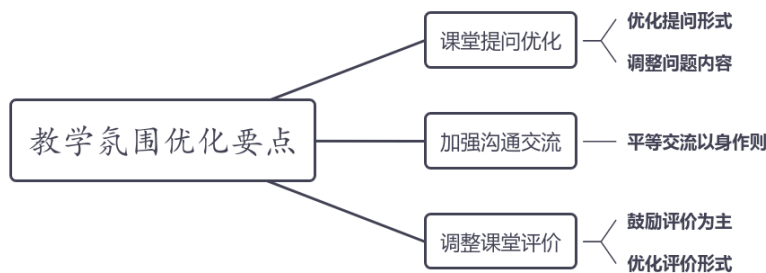 教学氛围优化要点
课堂提问优化
优化提问形式
调整问题内容
加强沟通交流
平等交流以身作则
调整课堂评价
鼓励评价为主
优化评价形式